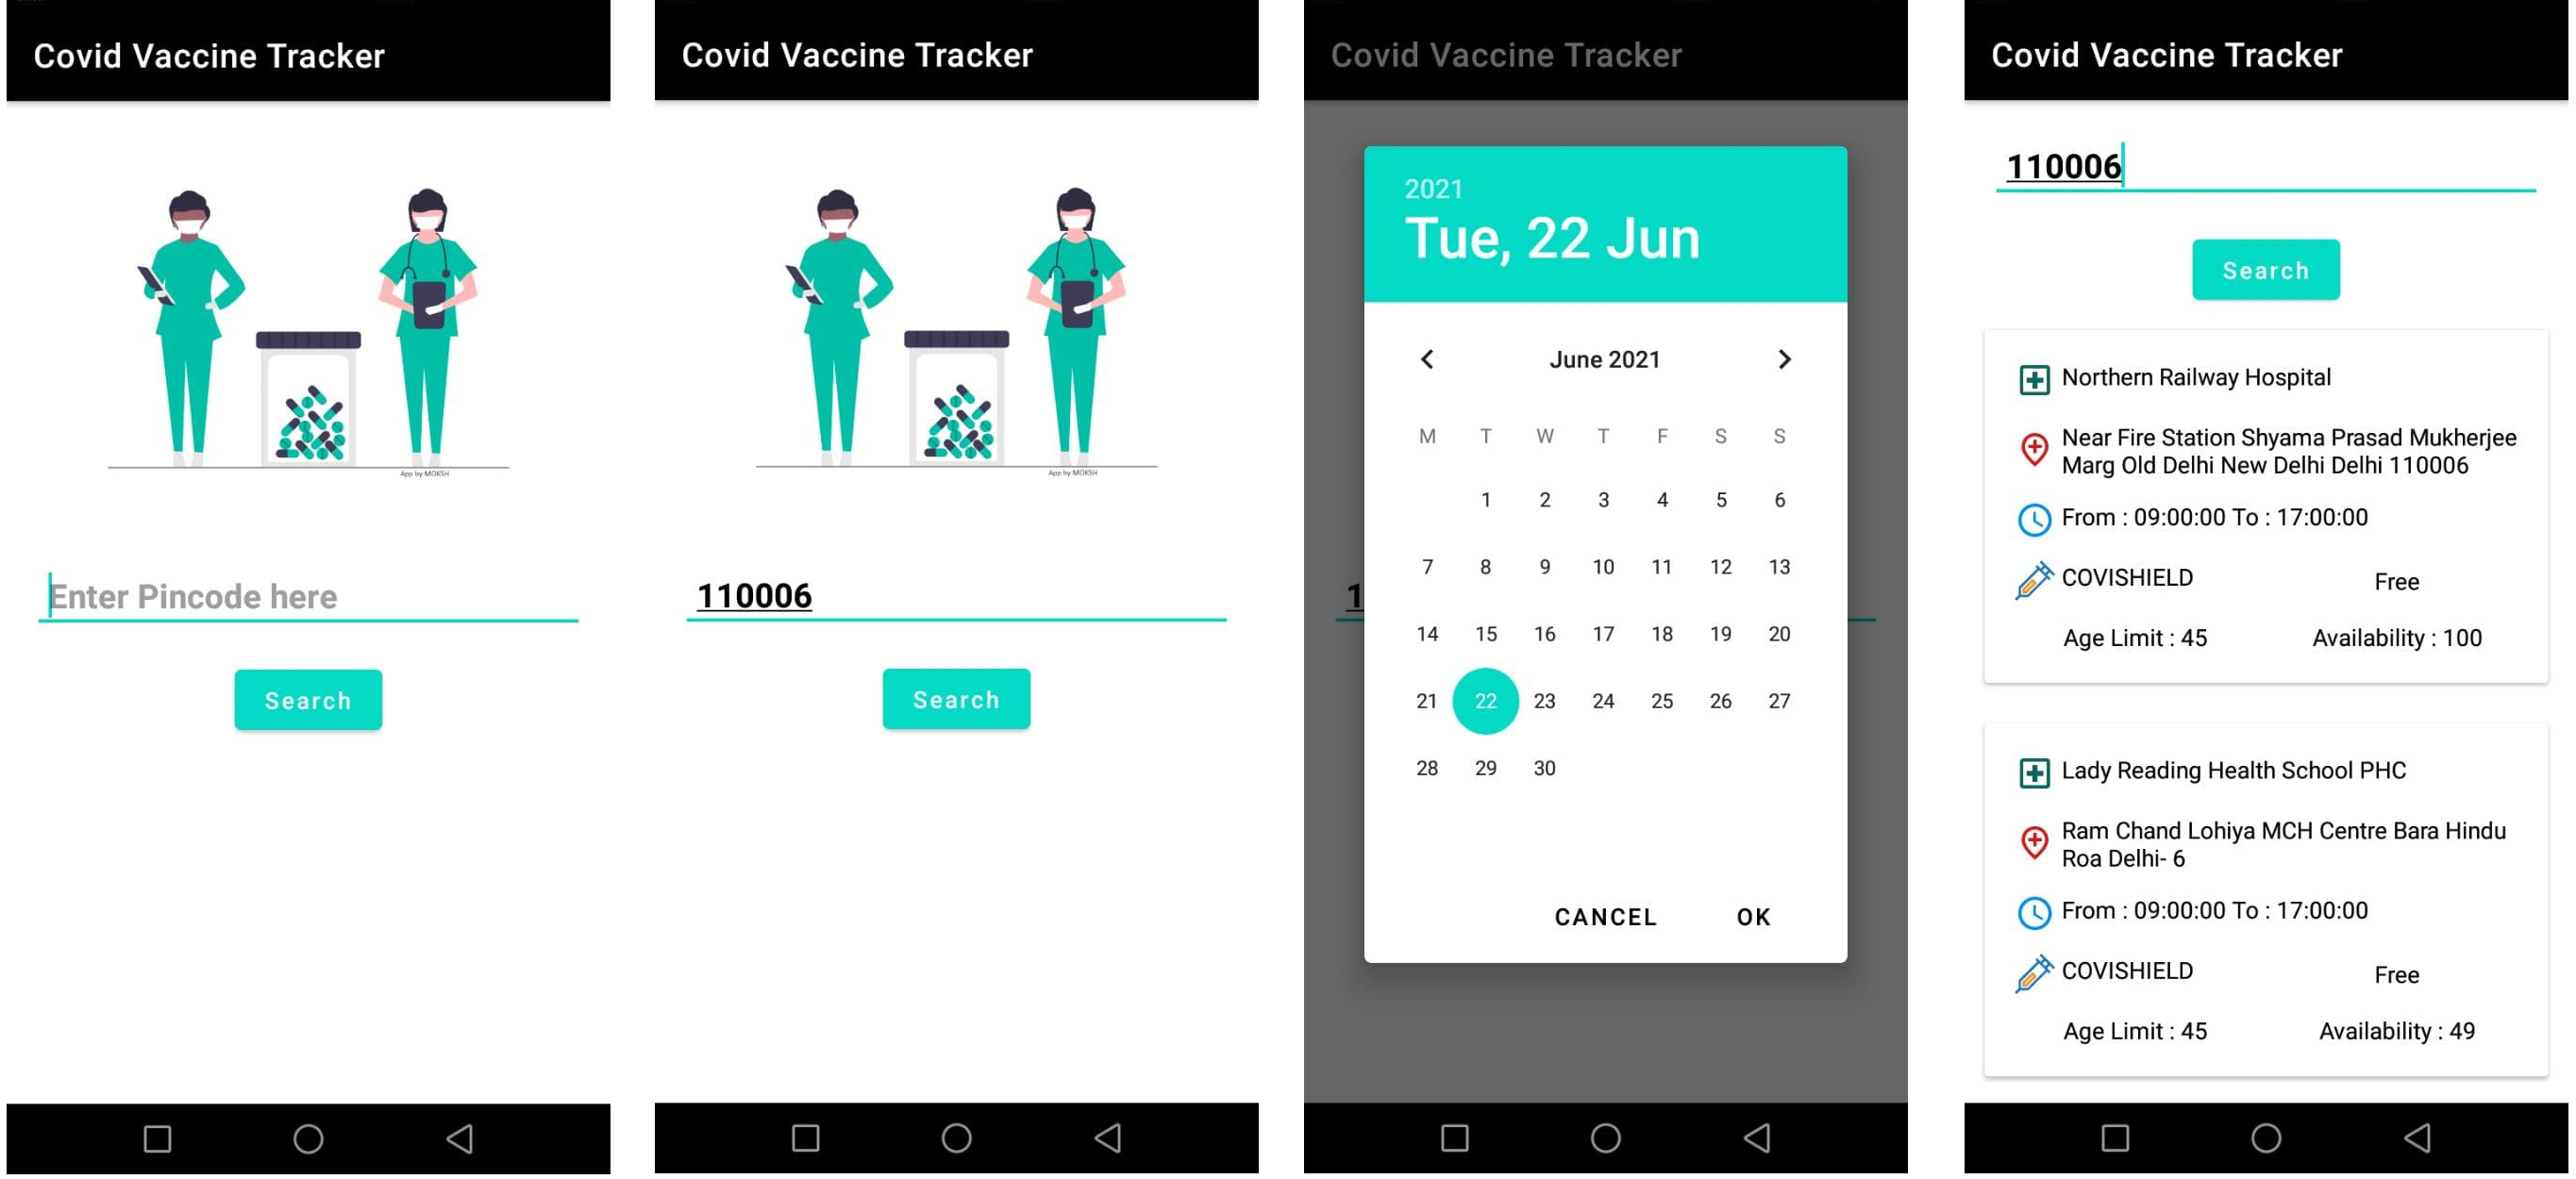 Covid Vaccine Tracker
App by MOKSH
Enter Pincode here
Search
Covid Vaccine Tracker
App by MOKSH
110006
Search
Covid Vaccine Tracker
2021
Tue, 22 Jun
June 2021
M T W T F S S
1 2 3 4 5 6
7 8 9 10 11 12 13
14 15 16 17 18 19 20
21 22 23 24 25 26 27
28 29 30
1
CANCEL OK
Covid Vaccine Tracker
110006
Search
Northern Railway Hospital
Near Fire Station Shyama Prasad Mukherjee
Marg Old Delhi New Delhi Delhi 110006
From : 09:00:00 To : 17:00:00
COVISHIELD Free
Age Limit : 45 Availability : 100
Lady Reading Health School PHC
Ram Chand Lohiya MCH Centre Bara Hindu
Roa Delhi- 6
From : 09:00:00 To : 17:00:00
COVISHIELD Free
Age Limit : 45 Availability : 49